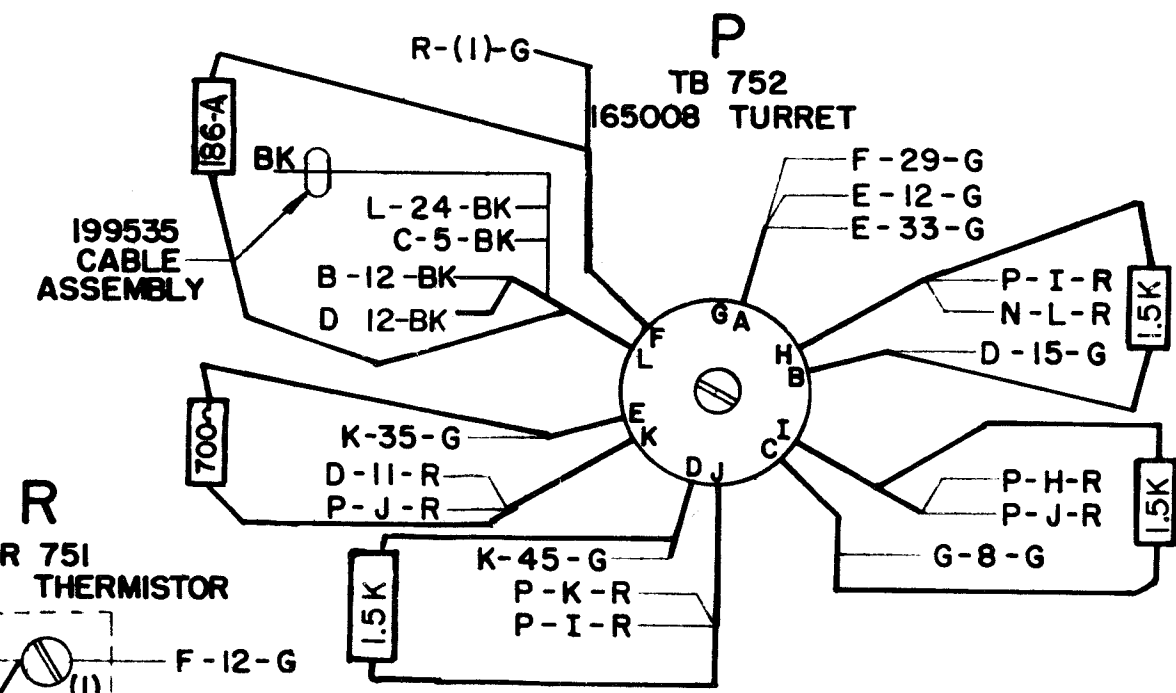 P
TB 752
165008 TURRET
R-(1)-G
186-A
BK
199535
CABLE
ASSEMBLY
L-24-BK
C-5-BK
B-12-BK
D 12-BK
F-29-G
E-12-G
E-33-G
P-I-R
N-L-R
1.5K
D-15-G
G A
F
L
H
B
E
K
I
C
D J
K-35-G
700
D-11-R
P-J-R
P-H-R
P-J-R
1.5K
G-8-G
K-45-G
P-K-R
P-I-R
1.5K
R
R 751
THERMISTOR
F-12-G
(1)